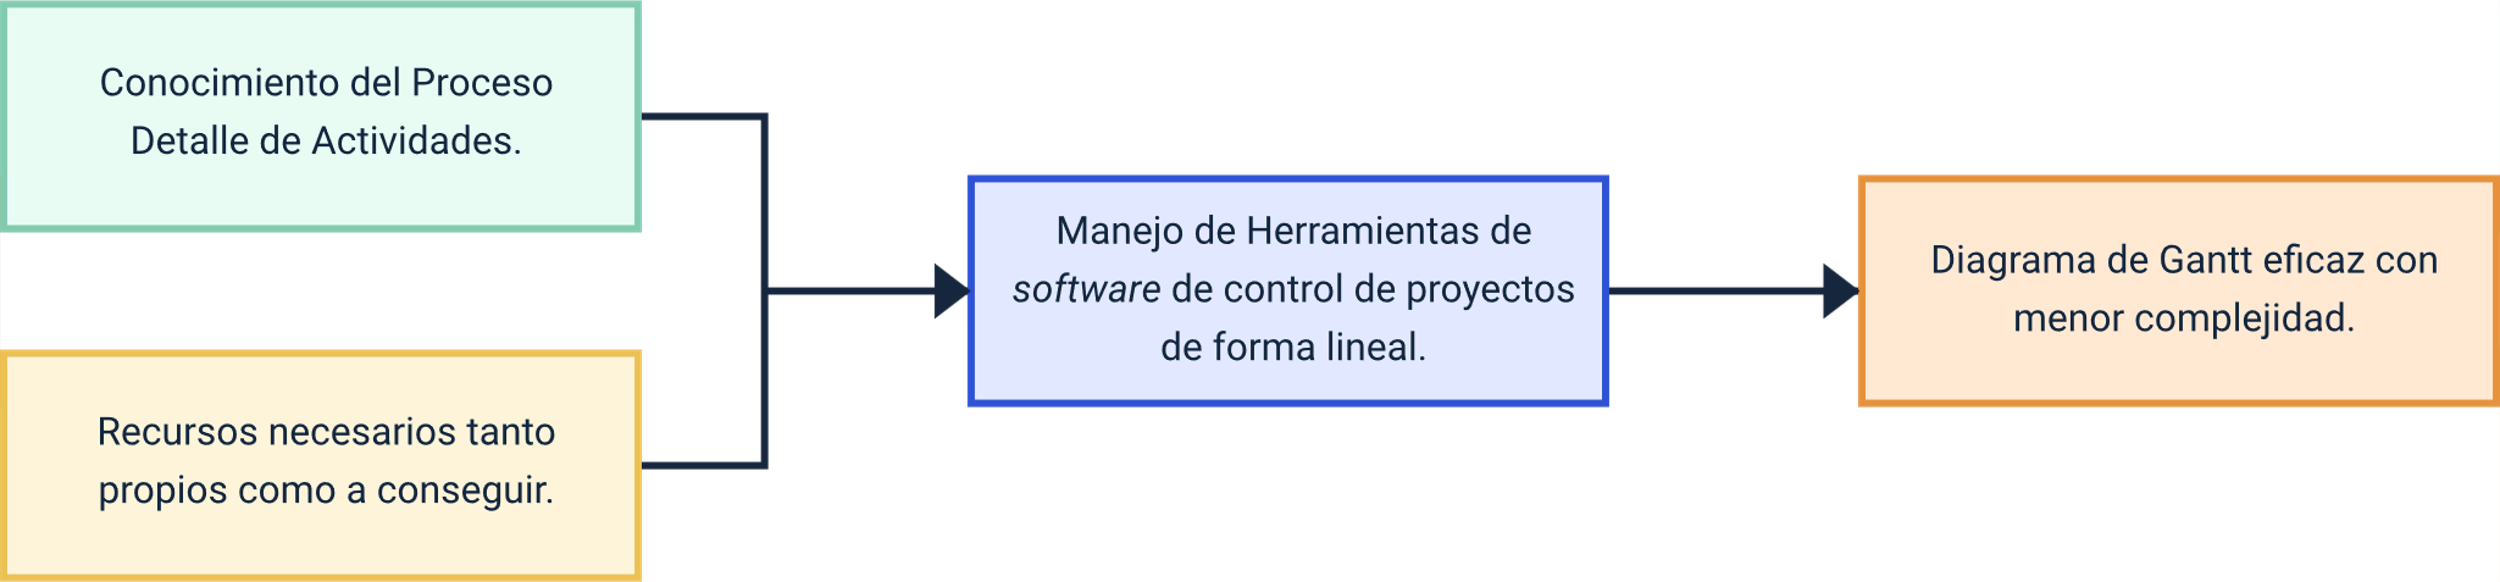 Conocimiento del Proceso
Detalle de Actividades.
Recursos necesarios tanto
propios como a conseguir.
Manejo de Herramientas de
software de control de proyectos
de forma lineal.
Diagrama de Gantt eficaz con
menor complejidad.